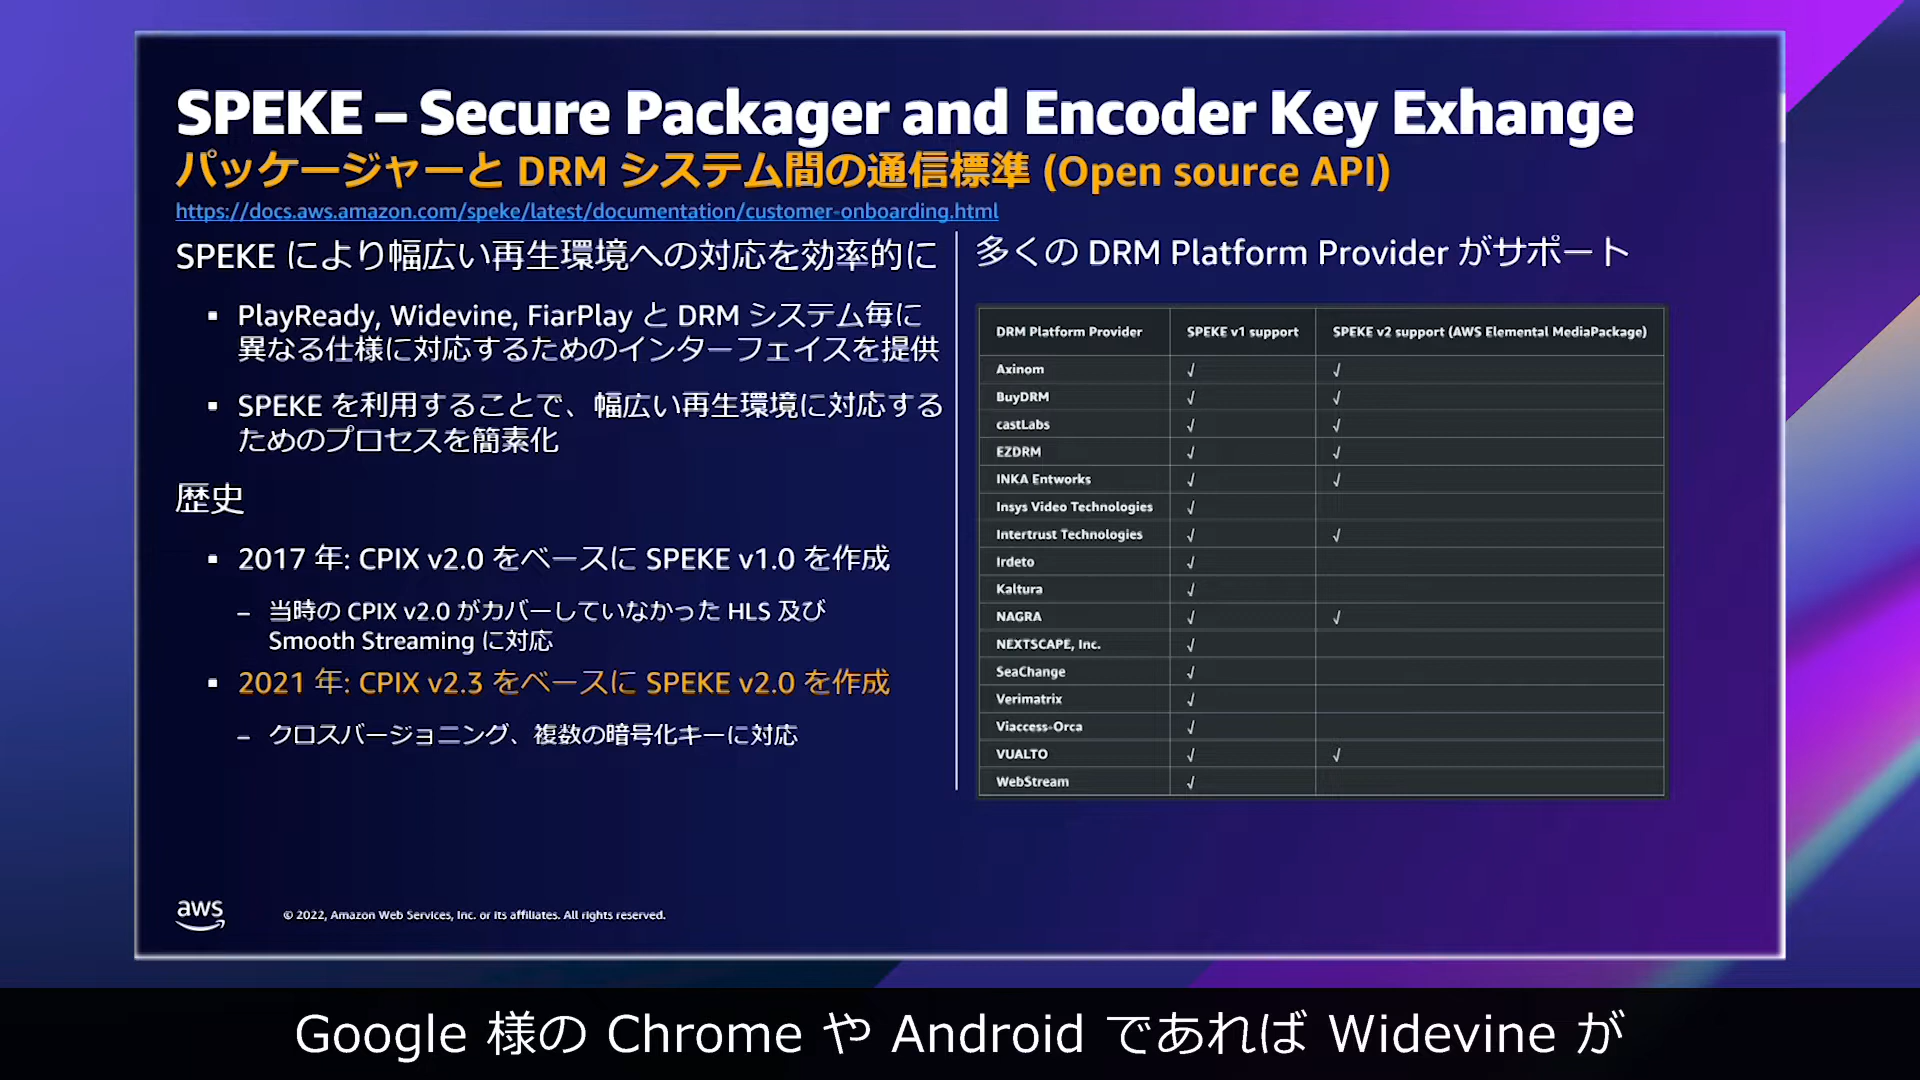 SPEKE – Secure Packager and Encoder Key Exhange
パッケージャーと DRM システム間の通信標準 (Open source API)
https://docs.aws.amazon.com/speke/latest/documentation/customer-onboarding.html
SPEKE により幅広い再生環境への対応を効率的に
▪ PlayReady, Widevine, FiarPlay と DRM システム毎に
異なる仕様に対応するためのインターフェイスを提供
▪ SPEKE を利用することで、幅広い再生環境に対応する
ためのプロセスを簡素化
歴史
▪ 2017 年: CPIX v2.0 をベースに SPEKE v1.0 を作成
– 当時の CPIX v2.0 がカバーしていなかった HLS 及び
Smooth Streaming に対応
▪ 2021 年: CPIX v2.3 をベースに SPEKE v2.0 を作成
– クロスバージョニング、複数の暗号化キーに対応
多くの DRM Platform Provider がサポート
DRM Platform Provider SPEKE v1 support SPEKE v2 support (AWS Elemental MediaPackage)
Axinom √ √
BuyDRM √ √
castLabs √ √
EZDRM √ √
INKA Entworks √ √
Insys Video Technologies √
Intertrust Technologies √ √
Irdeto √
Kaltura √
NAGRA √ √
NEXTSCAPE, Inc. √
SeaChange √
Verimatrix √
Viaccess-Orca √
VUALTO √ √
WebStream √
aws
© 2022, Amazon Web Services, Inc. or its affiliates. All rights reserved.
Google 様の Chrome や Android であれば Widevine が